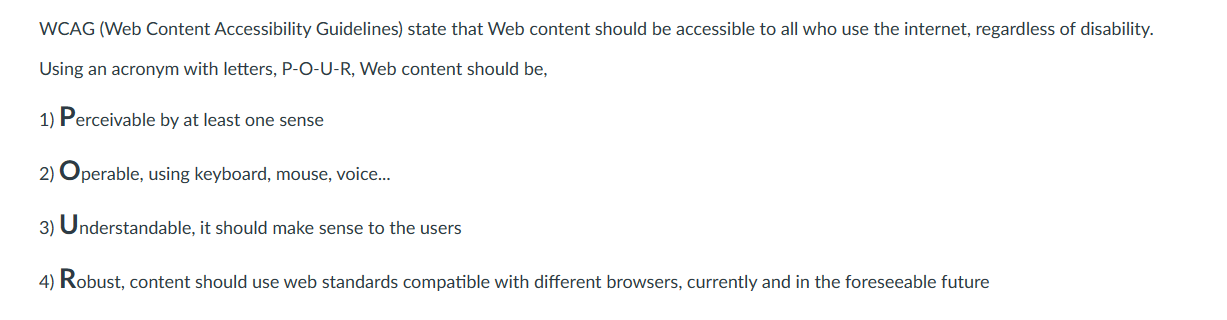 WCAG (Web Content Accessibility Guidelines) state that Web content should be accessible to all who use the internet, regardless of disability.
Using an acronym with letters, P-O-U-R, Web content should be,
1) Perceivable by at least one sense
2) Operable, using keyboard, mouse, voice...
3) Understandable, it should make sense to the users
4) Robust, content should use web standards compatible with different browsers, currently and in the foreseeable future